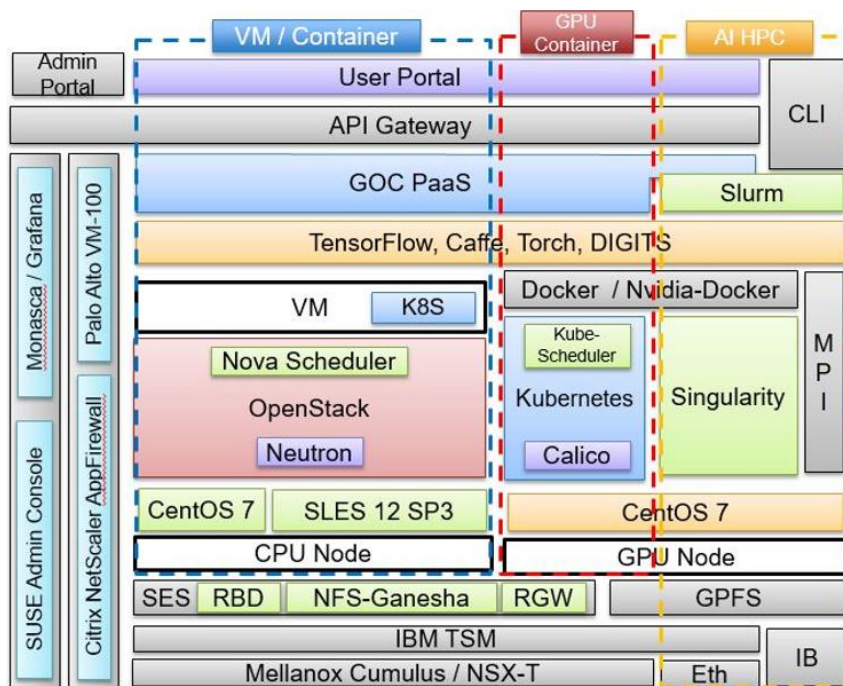 VM / Container
GPU
Container
AI HPC
Admin
Portal
User Portal
CLI
API Gateway
GOC PaaS
Slurm
TensorFlow, Caffe, Torch, DIGITS
Monasca / Grafana
Palo Alto VM-100
VM
K8S
Docker / Nvidia-Docker
MPI
Nova Scheduler
OpenStack
Neutron
Kube-
Scheduler
Kubernetes
Calico
Singularity
SUSE Admin Console
Citrix NetScaler AppFirewall
CentOS 7
SLES 12 SP3
CentOS 7
CPU Node
GPU Node
SES
RBD
NFS-Ganesha
RGW
GPFS
IBM TSM
Mellanox Cumulus / NSX-T
Eth
IB